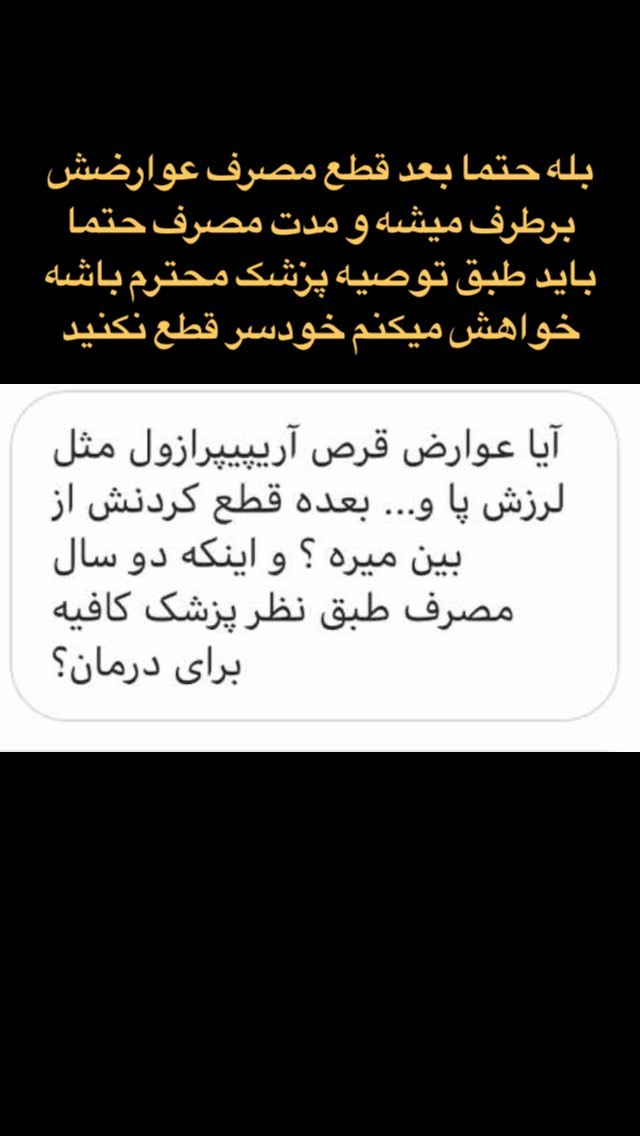 بله حتما بعد قطع مصرف عوارضش
برطرف میشه و مدت مصرف حتما
باید طبق توصیه پزشک محترم باشه
خواهش میکنم خودسر قطع نکنید
آیا عوارض قرص آریپیپرازول مثل
لرزش پا و... بعده قطع کردنش از
بین میره ؟ و اینکه دو سال
مصرف طبق نظر پزشک کافیه
برای درمان؟